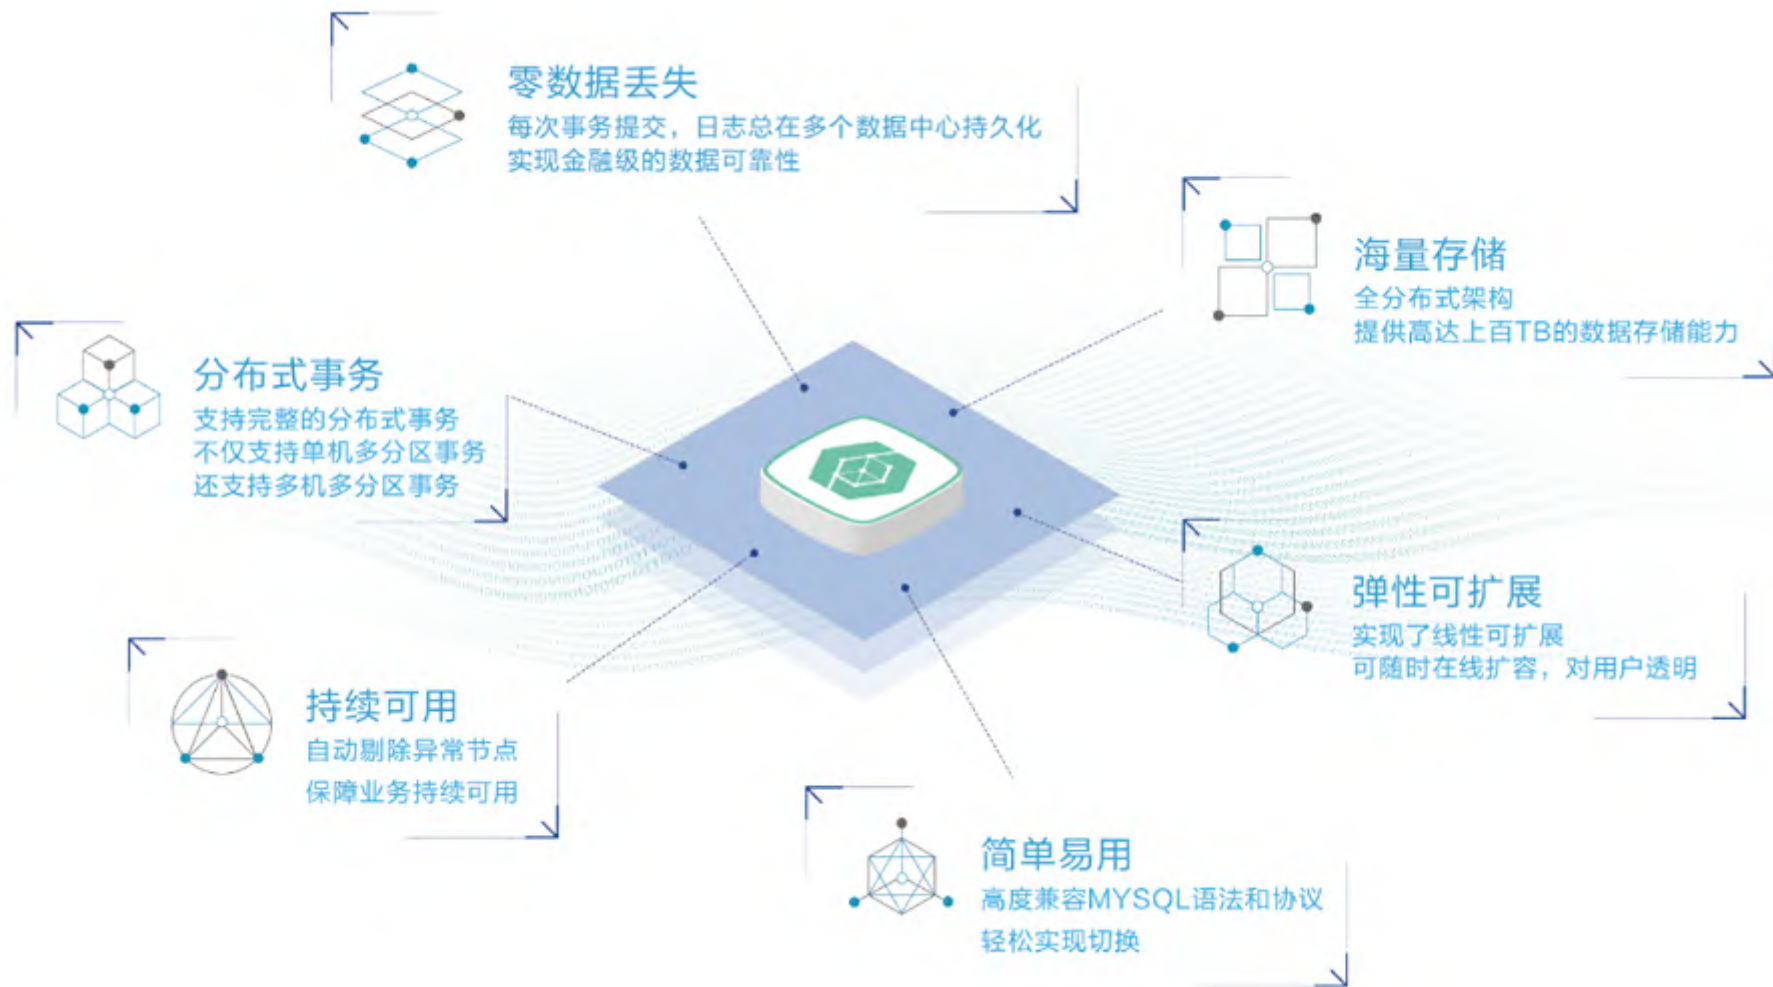 零数据丢失
每次事务提交，日志总在多个数据中心持久化
实现金融级的数据可靠性
海量存储
全分布式架构
提供高达上百TB的数据存储能力
分布式事务
支持完整的分布式事务
不仅支持单机多分区事务
还支持多机多分区事务
弹性可扩展
实现了线性可扩展
可随时在线扩容，对用户透明
持续可用
自动剔除异常节点
保障业务持续可用
简单易用
高度兼容MYSQL语法和协议
轻松实现切换